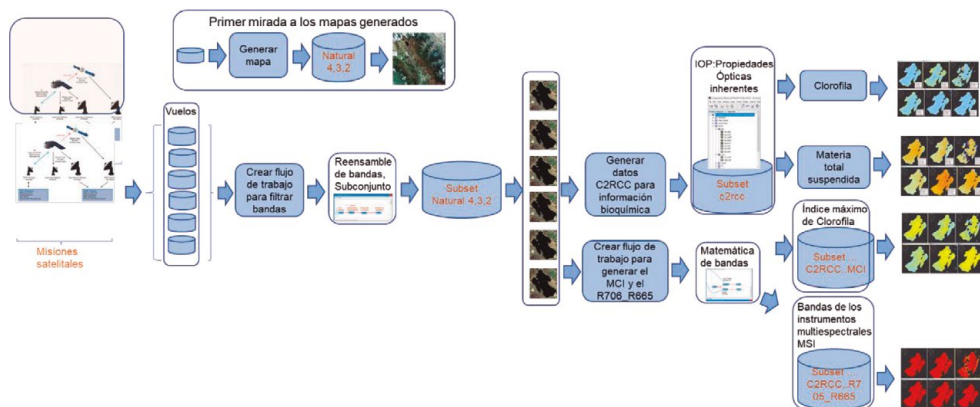 Primer mirada a los mapas generados
Generar
mapa
Natural
4,3,2
Misiones
satelitales
Vuelos
Crear flujo
de trabajo
para filtrar
bandas
Reensamble
de bandas,
Subconjunto
Subset
Natural 4,3,2
Generar
datos
C2RCC para
información
bioquímica
IOP:Propiedades
Ópticas
inherentes
Subset
c2rcc
Clorofila
Materia
total
suspendida
Crear flujo de
trabajo para
generar el
MCI y el
R706_R665
Matemática
de bandas
Índice máximo
de Clorofila
Subset....
C2RCC..MCI
Bandas de los
instrumentos
multiespectrales
MSI
Subset ....
C2RCC..R7
05_R665